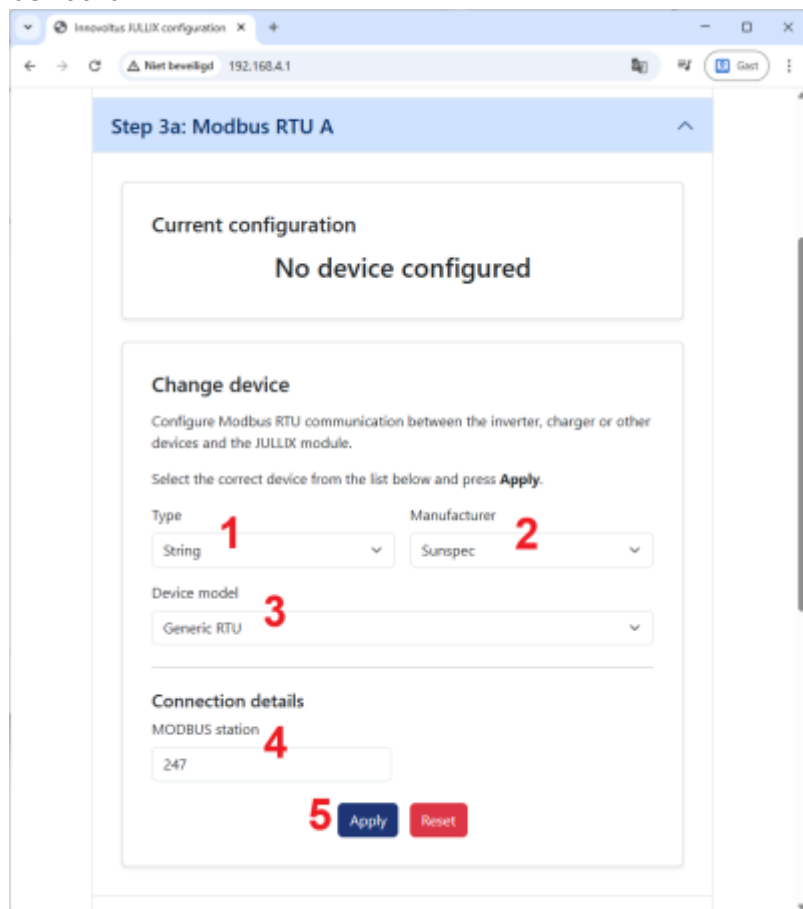 Innovoltus JULLIX configuration
Niet beveiligd 192.168.4.1
Gast
Step 3a: Modbus RTU A
Current configuration
No device configured
Change device
Configure Modbus RTU communication between the inverter, charger or other
devices and the JULLIX module.
Select the correct device from the list below and press Apply.
Type Manufacturer
1 2
String Sunspec
Device model
3
Generic RTU
Connection details
MODBUS station
4
247
5 Apply Reset